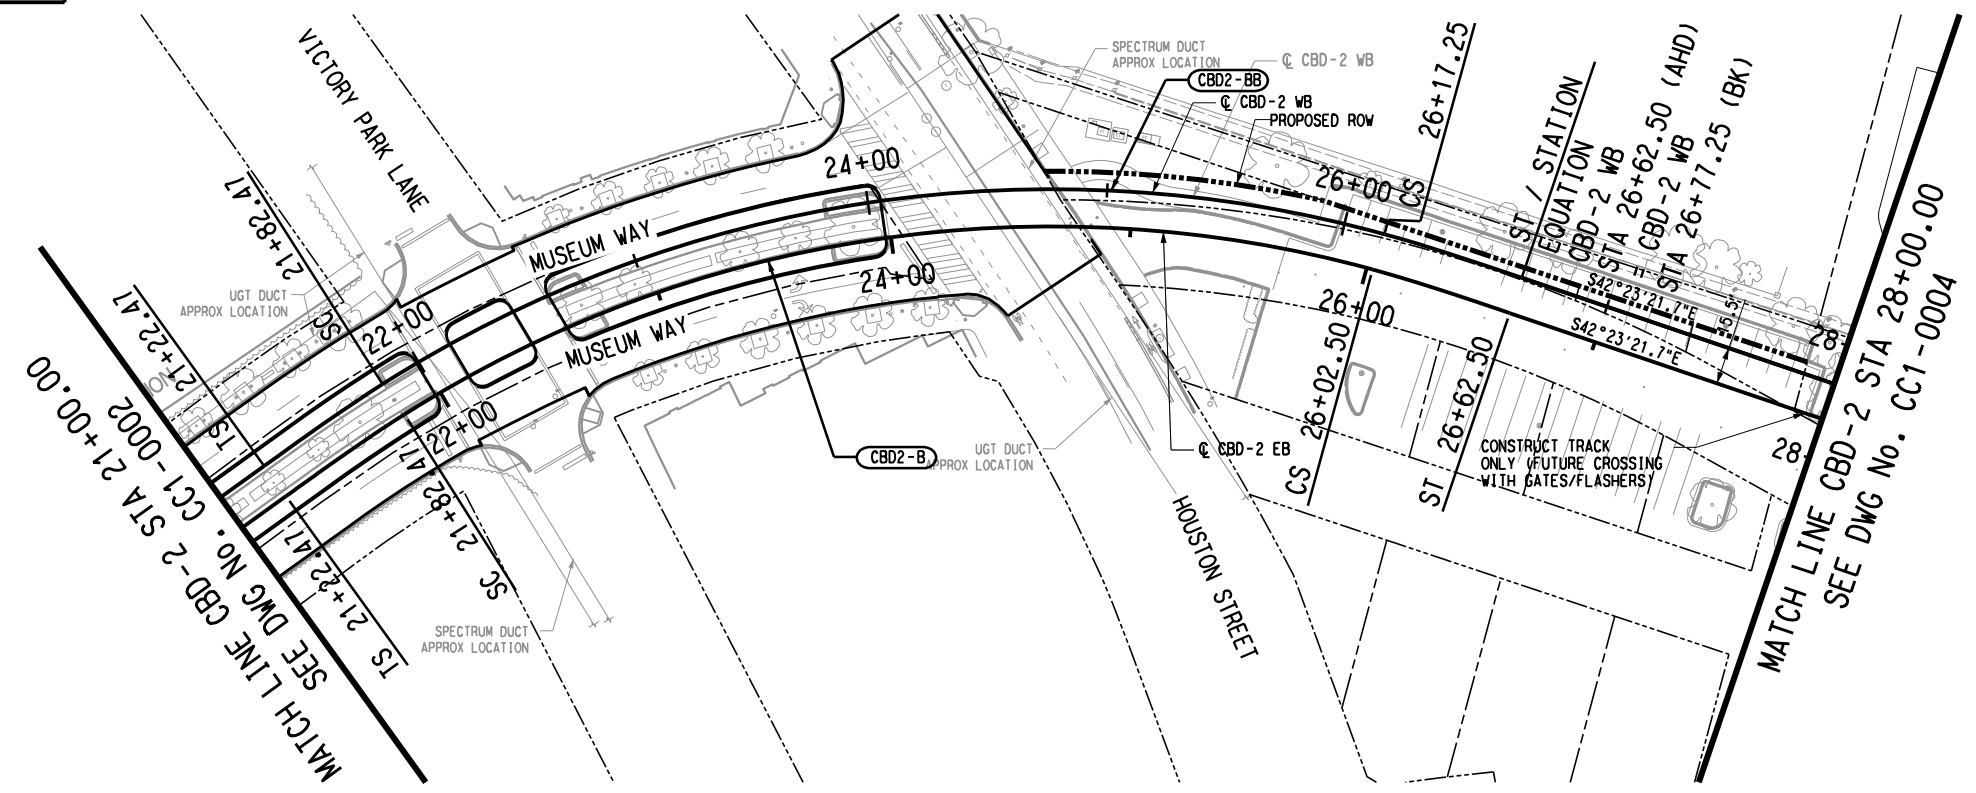 VICTORY PARK LANE
SPECTRUM DUCT
APPROX LOCATION
℄ CBD-2 WB
CBD2-BB
℄ CBD-2 WB
PROPOSED ROW
26+17.25
CS
ST / STATION
EQUATION
CBD-2 WB
STA 26+62.50 (AHD)
CBD-2 WB
STA 26+77.25 (BK)
24+00
26+00
21+82.47
SC
MUSEUM WAY
UGT DUCT
APPROX LOCATION
22+00
24+00
MUSEUM WAY
21+22.47
TS
22+00
26+00
S42°23'21.7"E
S42°23'21.7"E
15.5'
28
28
CBD2-B
UGT DUCT
APPROX LOCATION
℄ CBD-2 EB
CS 26+02.50
ST 26+62.50
CONSTRUCT TRACK
ONLY (FUTURE CROSSING
WITH GATES/FLASHERS)
SC 21+82.47
TS 21+22.47
SPECTRUM DUCT
APPROX LOCATION
HOUSTON STREET
MATCH LINE CBD-2 STA 21+00.00
SEE DWG No. CC1-0002
MATCH LINE CBD-2 STA 28+00.00
SEE DWG No. CC1-0004